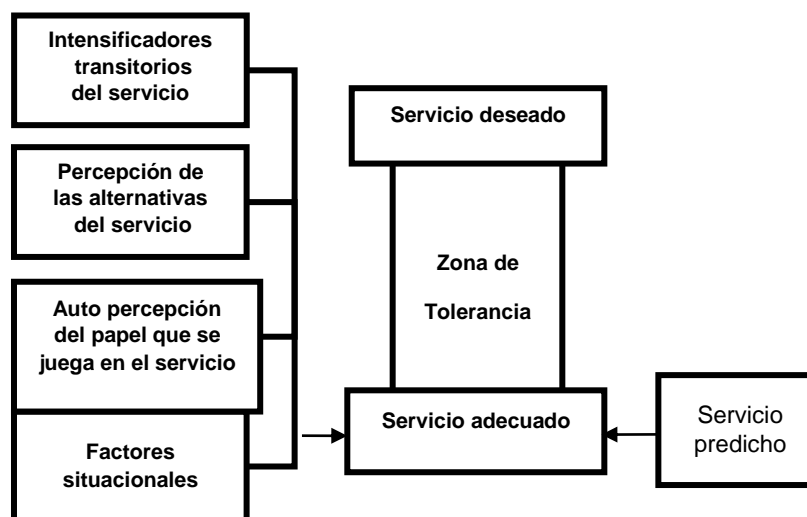 Intensificadores
transitorios
del servicio
Percepción de
las alternativas
del servicio
Auto percepción
del papel que se
juega en el servicio
Factores
situacionales
Servicio deseado
Zona de
Tolerancia
Servicio adecuado
Servicio
predicho